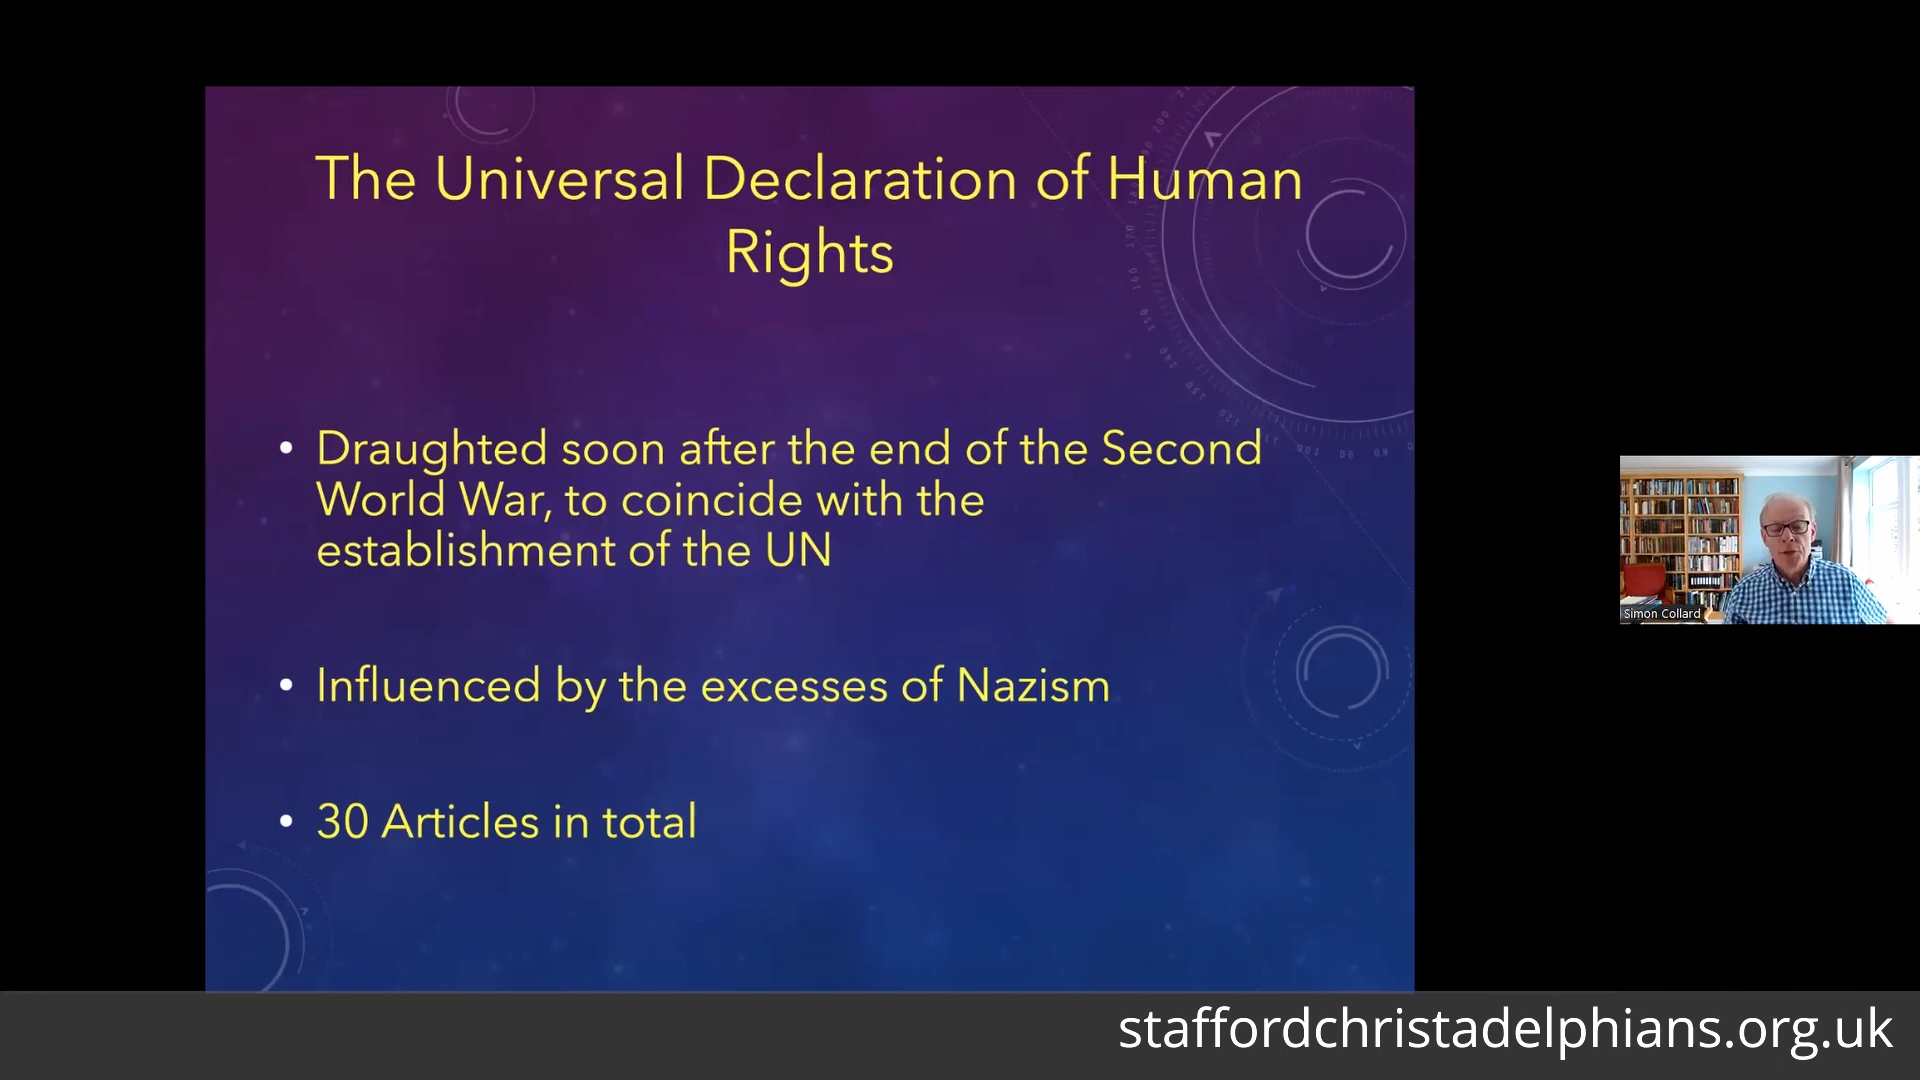 The Universal Declaration of Human
Rights
• Draughted soon after the end of the Second
World War, to coincide with the
establishment of the UN
• Influenced by the excesses of Nazism
• 30 Articles in total
Simon Collard
staffordchristadelphians.org.uk